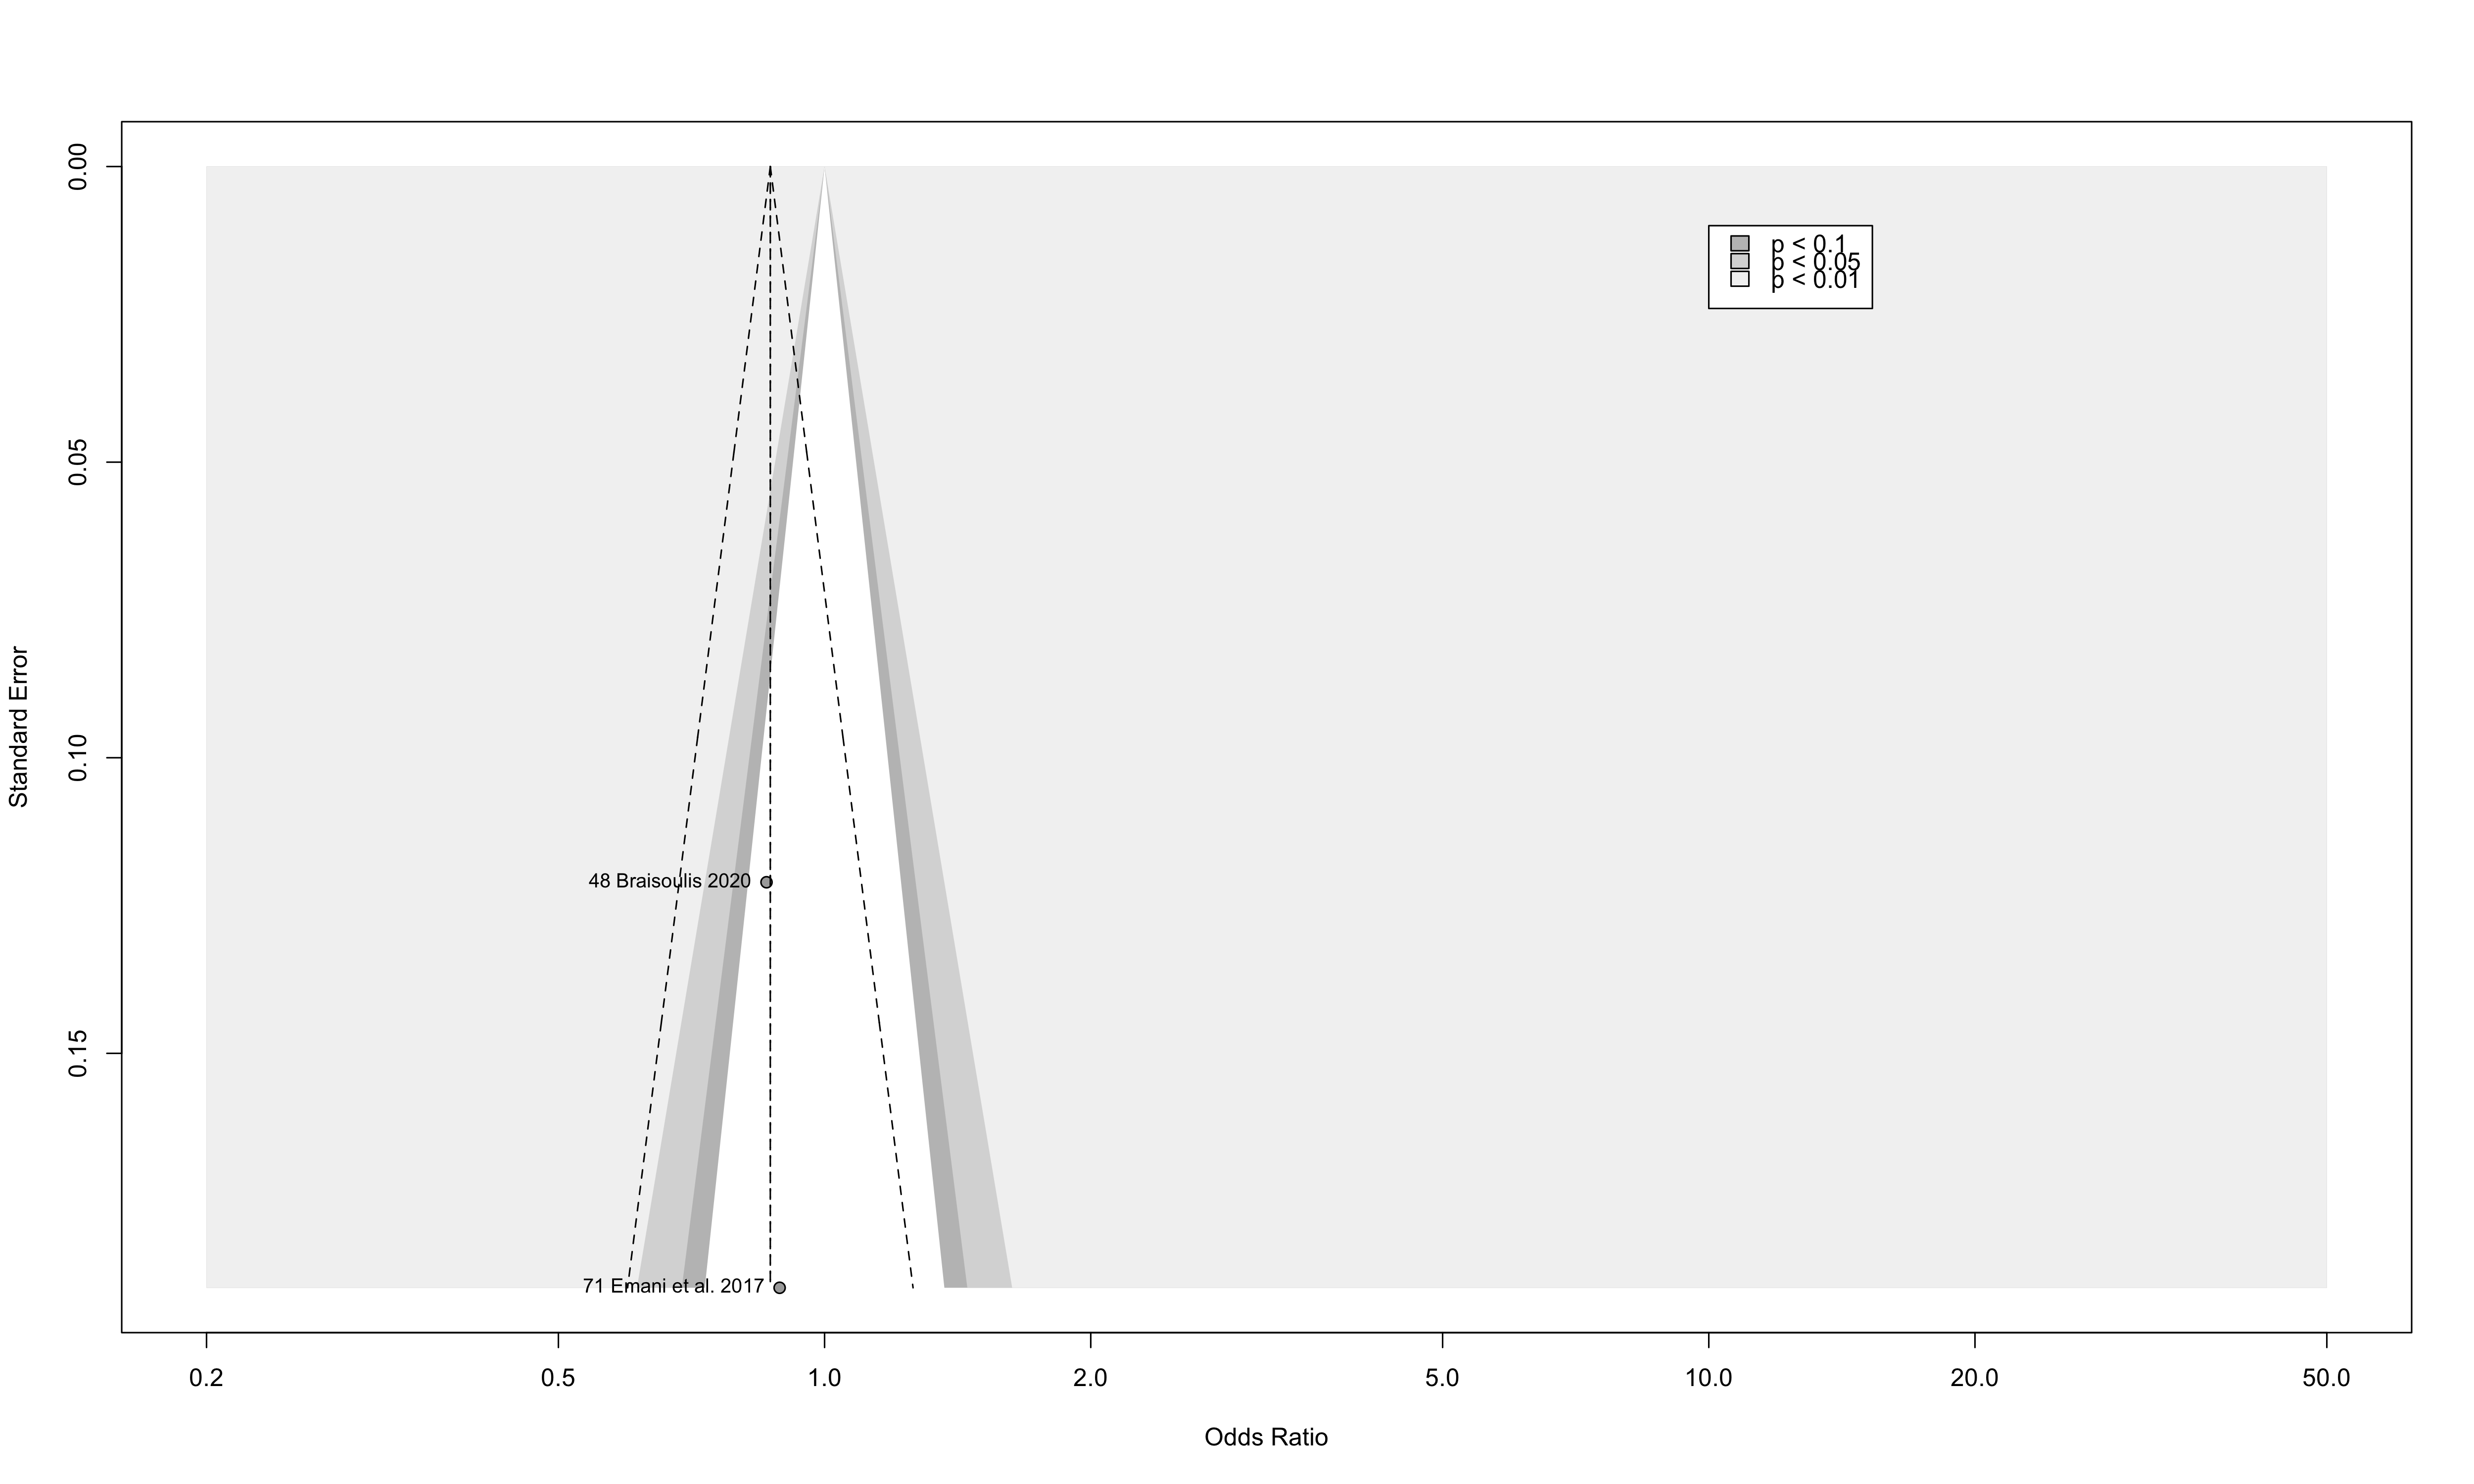 0.00
0.05
0.10
0.15
Standard Error
p < 0.1
p < 0.05
p < 0.01
48 Braisoulis 2020
71 Emani et al. 2017
0.2 0.5 1.0 2.0 5.0 10.0 20.0 50.0
Odds Ratio